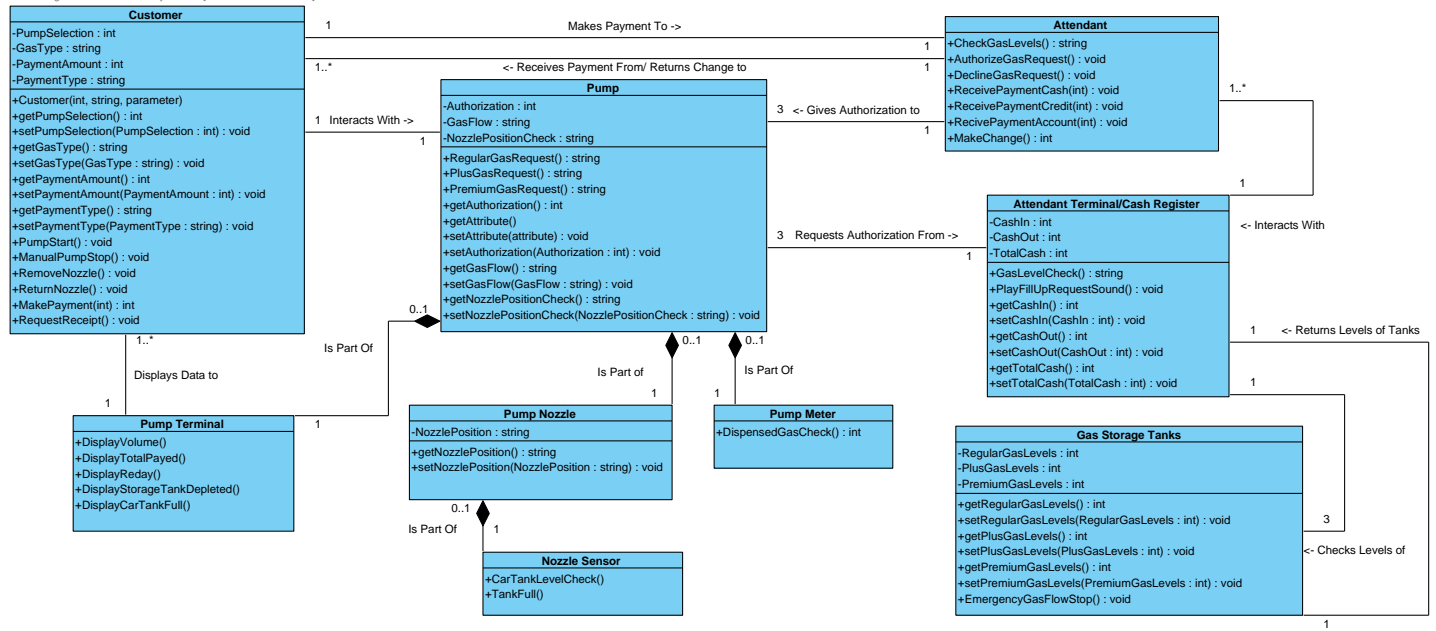 Customer
-PumpSelection : int
-GasType : string
-PaymentAmount : int
-PaymentType : string
+Customer(int, string, parameter)
+getPumpSelection() : int
+setPumpSelection(PumpSelection : int) : void
+getGasType() : string
+setGasType(GasType : string) : void
+getPaymentAmount() : int
+setPaymentAmount(PaymentAmount : int) : void
+getPaymentType() : string
+setPaymentType(PaymentType : string) : void
+PumpStart() : void
+ManualPumpStop() : void
+RemoveNozzle() : void
+ReturnNozzle() : void
+MakePayment(int) : int
+RequestReceipt() : void
1
Makes Payment To ->
1
1..*
<- Receives Payment From/ Returns Change to
1
1
Interacts With ->
1
Pump
-Authorization : int
-GasFlow : string
-NozzlePositionCheck : string
+RegularGasRequest() : string
+PlusGasRequest() : string
+PremiumGasRequest() : string
+getAuthorization() : int
+getAttribute()
+setAttribute(attribute) : void
+setAuthorization(Authorization : int) : void
+getGasFlow() : string
+setGasFlow(GasFlow : string) : void
+getNozzlePositionCheck() : string
+setNozzlePositionCheck(NozzlePositionCheck : string) : void
3
<- Gives Authorization to
1
3
Requests Authorization From ->
1
Attendant
+CheckGasLevels() : string
+AuthorizeGasRequest() : void
+DeclineGasRequest() : void
+ReceivePaymentCash(int) : void
+ReceivePaymentCredit(int) : void
+RecivePaymentAccount(int) : void
+MakeChange() : int
1..*
1
<- Interacts With
Attendant Terminal/Cash Register
-CashIn : int
-CashOut : int
-TotalCash : int
+GasLevelCheck() : string
+PlayFillUpRequestSound() : void
+getCashIn() : int
+setCashIn(CashIn : int) : void
+getCashOut() : int
+setCashOut(CashOut : int) : void
+getTotalCash() : int
+setTotalCash(TotalCash : int) : void
1
<- Returns Levels of Tanks
1
0..1
Is Part Of
1
1..*
Displays Data to
1
Pump Terminal
+DisplayVolume()
+DisplayTotalPayed()
+DisplayReday()
+DisplayStorageTankDepleted()
+DisplayCarTankFull()
0..1
Is Part of
1
0..1
Is Part Of
1
Pump Nozzle
-NozzlePosition : string
+getNozzlePosition() : string
+setNozzlePosition(NozzlePosition : string) : void
Pump Meter
+DispensedGasCheck() : int
0..1
Is Part Of
1
Nozzle Sensor
+CarTankLevelCheck()
+TankFull()
Gas Storage Tanks
-RegularGasLevels : int
-PlusGasLevels : int
-PremiumGasLevels : int
+getRegularGasLevels() : int
+setRegularGasLevels(RegularGasLevels : int) : void
+getPlusGasLevels() : int
+setPlusGasLevels(PlusGasLevels : int) : void
+getPremiumGasLevels() : int
+setPremiumGasLevels(PremiumGasLevels : int) : void
+EmergencyGasFlowStop() : void
3
<- Checks Levels of
1